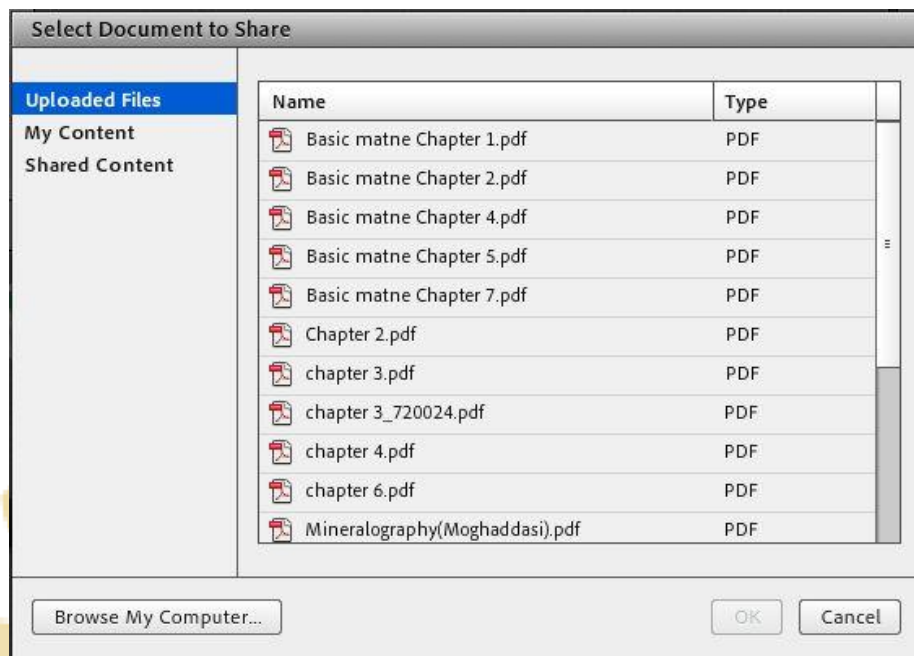 Select Document to Share
Uploaded Files
My Content
Shared Content
Name Type
Basic matne Chapter 1.pdf PDF
Basic matne Chapter 2.pdf PDF
Basic matne Chapter 4.pdf PDF
Basic matne Chapter 5.pdf PDF
Basic matne Chapter 7.pdf PDF
Chapter 2.pdf PDF
chapter 3.pdf PDF
chapter 3_720024.pdf PDF
chapter 4.pdf PDF
chapter 6.pdf PDF
Mineralography(Moghaddasi).pdf PDF
Browse My Computer... OK Cancel